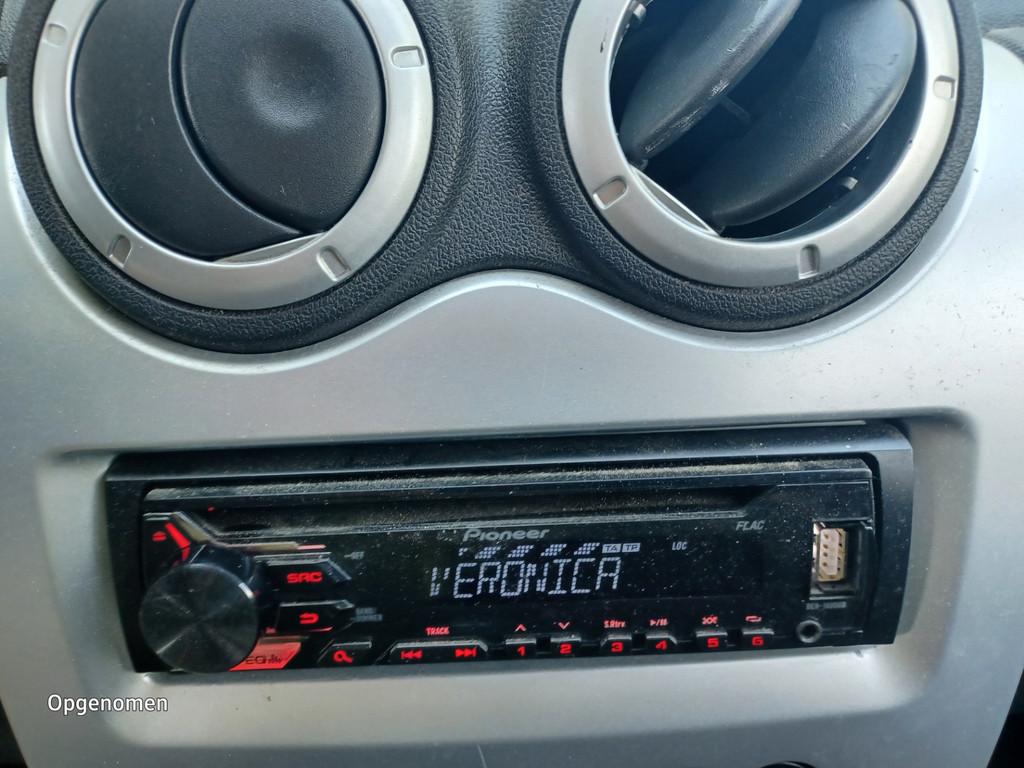 Pioneer
FLAC
TA TP
LOC
VERONICA
SRC
TRACK
S.Rtrv
1 2 3 4 5 6
Opgenomen